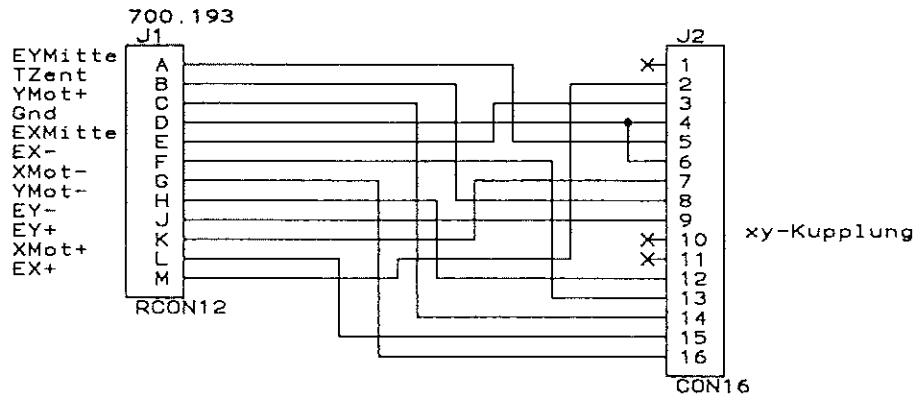 700.193
J1
EYMitte
TZent
YMot+
Gnd
EXMitte
EX-
XMot-
YMot-
EY-
EY+
XMot+
EX+
A
B
C
D
E
F
G
H
J
K
L
M
RCON12
J2
1
2
3
4
5
6
7
8
9
10
11
12
13
14
15
16
CON16
xy-Kupplung